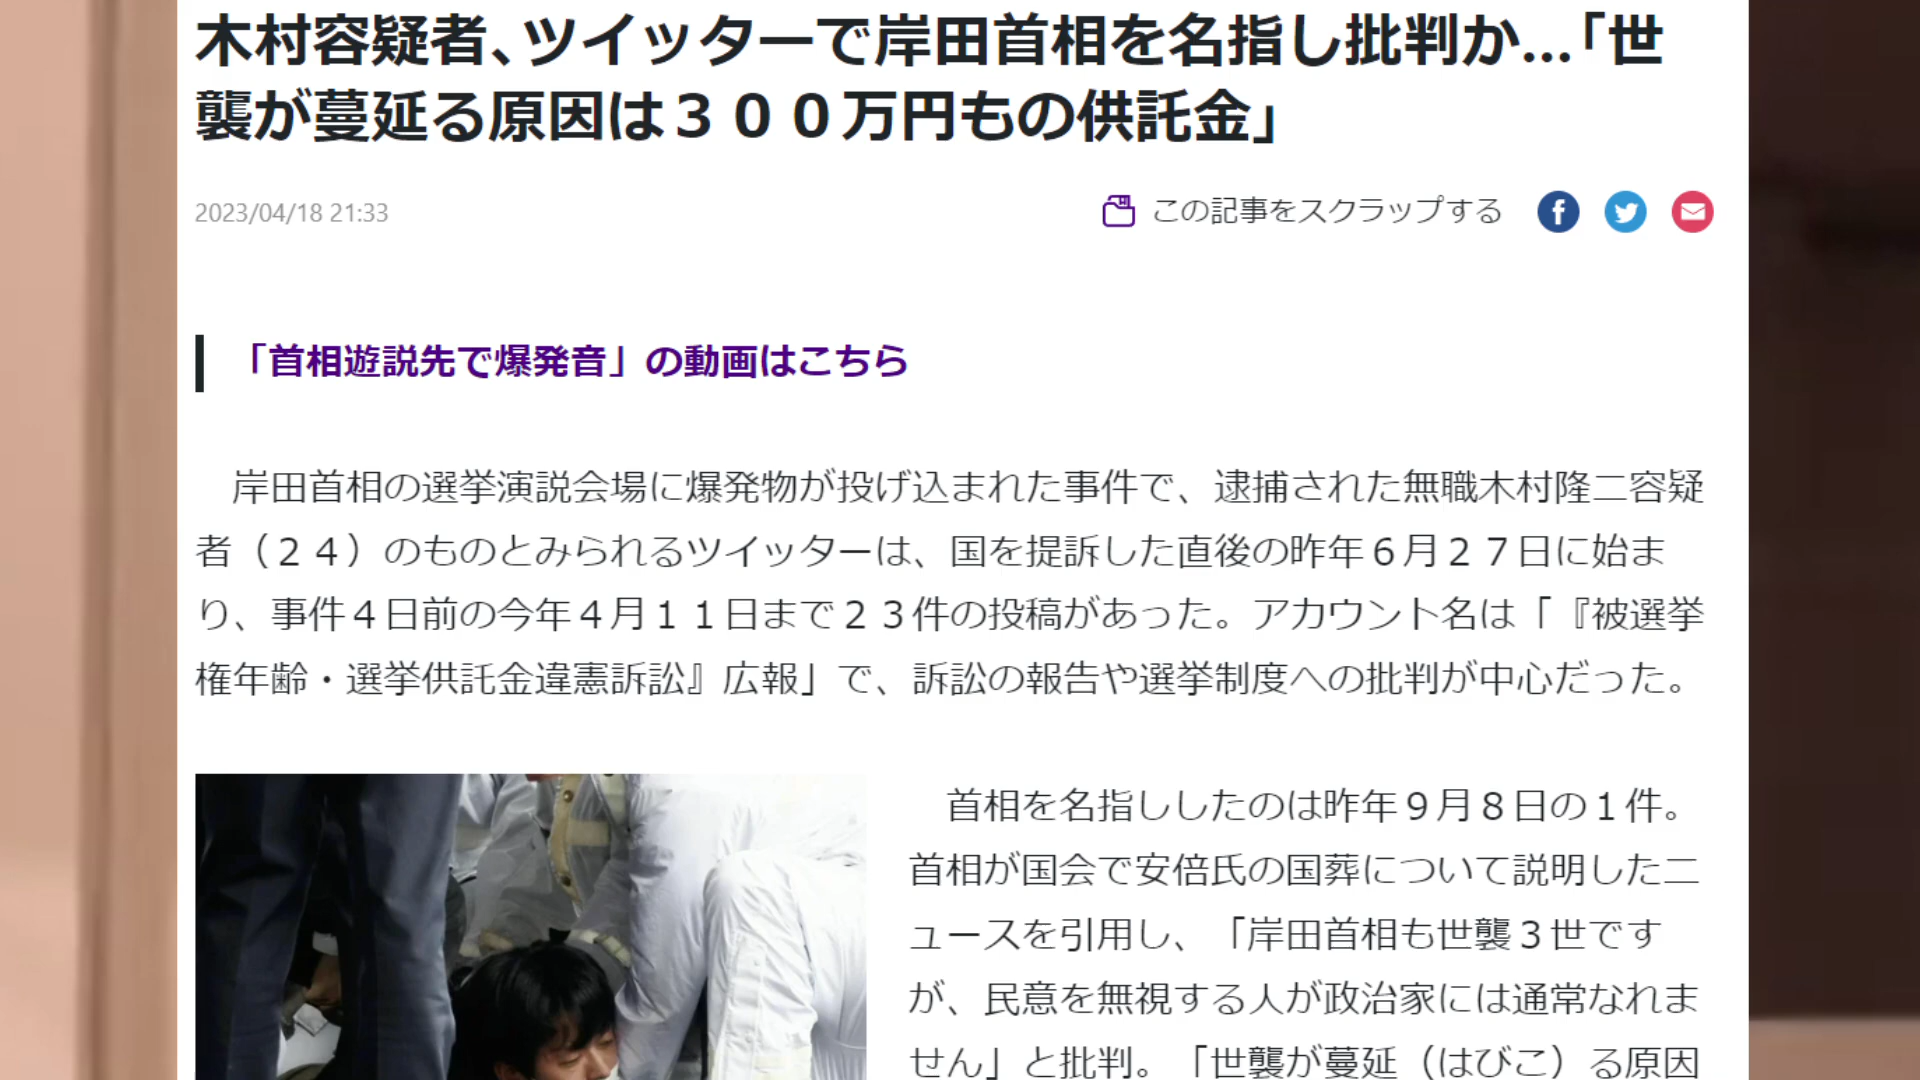 木村容疑者、ツイッターで岸田首相を名指し批判か…「世
襲が蔓延る原因は３００万円もの供託金」
2023/04/18 21:33
この記事をスクラップする
「首相遊説先で爆発音」の動画はこちら
岸田首相の選挙演説会場に爆発物が投げ込まれた事件で、逮捕された無職木村隆二容疑
者（２４）のものとみられるツイッターは、国を提訴した直後の昨年６月２７日に始ま
り、事件４日前の今年４月１１日まで２３件の投稿があった。アカウント名は「『被選挙
権年齢・選挙供託金違憲訴訟』広報」で、訴訟の報告や選挙制度への批判が中心だった。
首相を名指ししたのは昨年９月８日の１件。
首相が国会で安倍氏の国葬について説明したニ
ュースを引用し、「岸田首相も世襲３世です
が、民意を無視する人が政治家には通常なれま
せん」と批判。「世襲が蔓延（はびこ）る原因